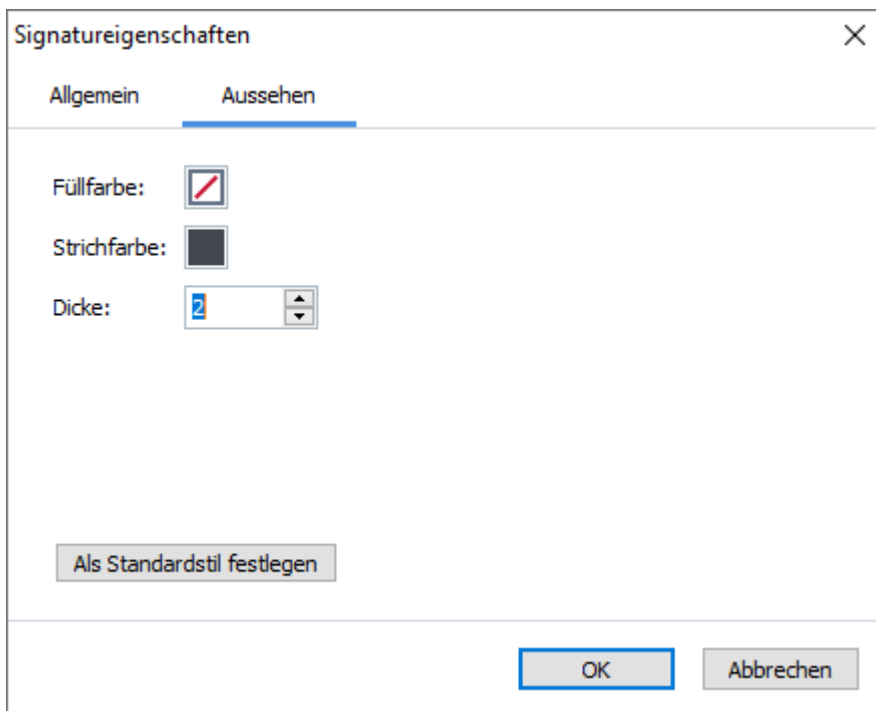 Signatureigenschaften
Allgemein Aussehen
Füllfarbe:
Strichfarbe:
Dicke: 2
Als Standardstil festlegen
OK Abbrechen